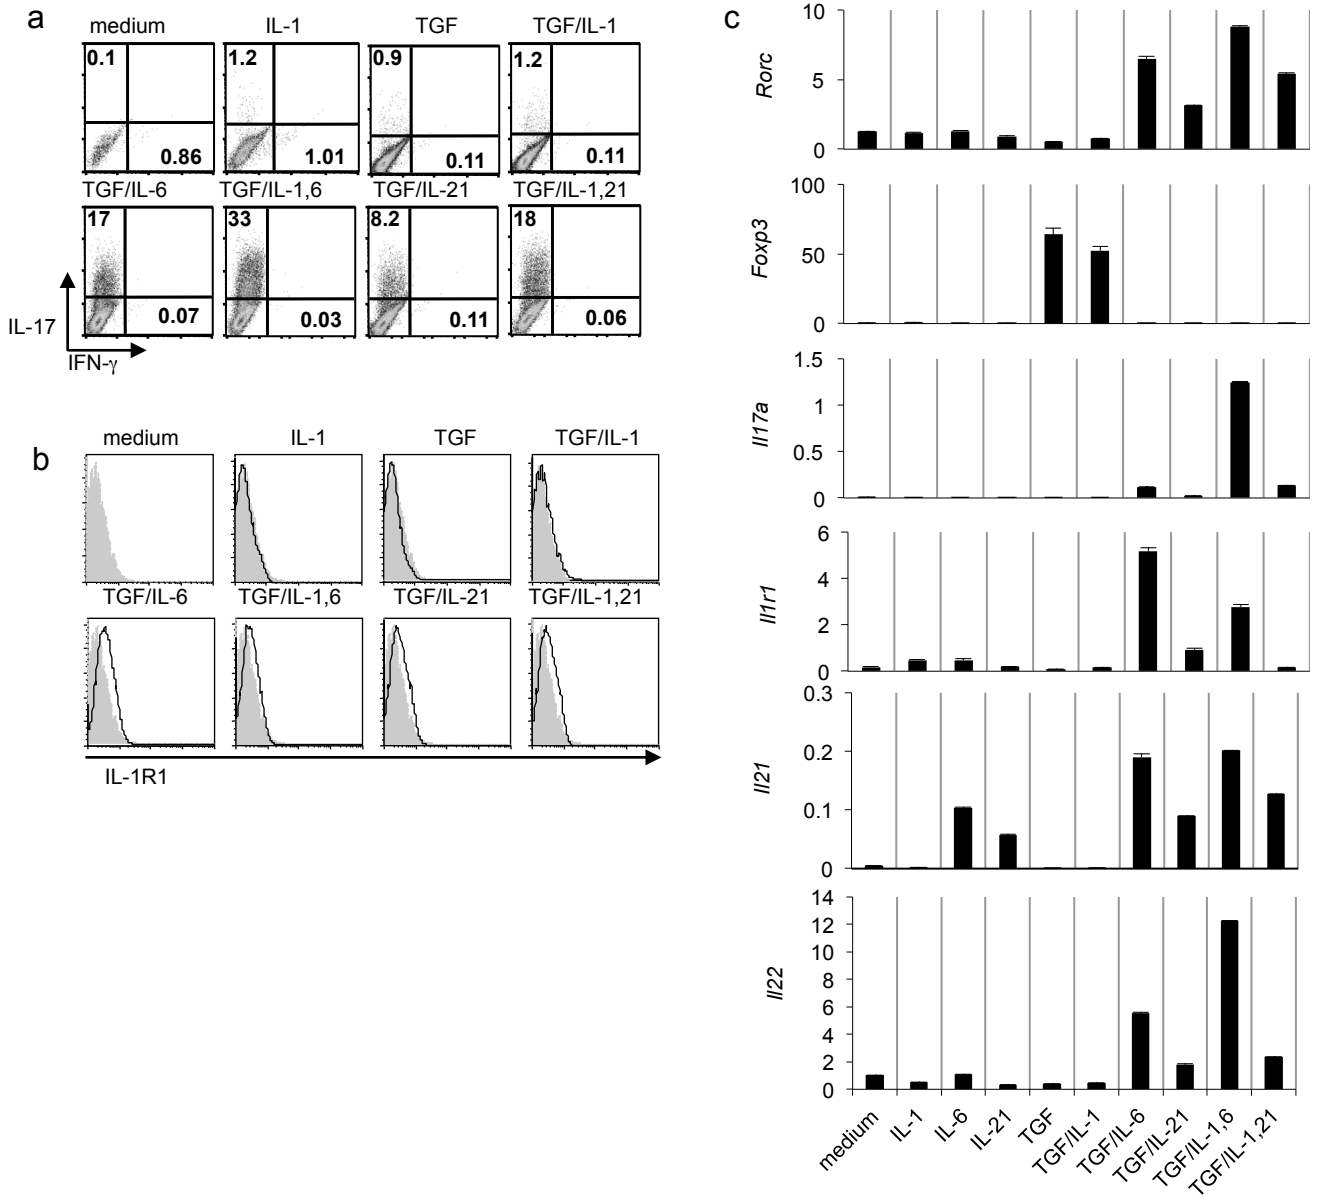 a
medium IL-1 TGF TGF/IL-1
0.1 1.2 0.9 1.2
0.86 1.01 0.11 0.11
TGF/IL-6 TGF/IL-1,6 TGF/IL-21 TGF/IL-1,21
17 33 8.2 18
0.07 0.03 0.11 0.06
IL-17
IFN-γ
b
medium IL-1 TGF TGF/IL-1
TGF/IL-6 TGF/IL-1,6 TGF/IL-21 TGF/IL-1,21
IL-1R1
c
Rorc
10
5
0
Foxp3
100
50
0
Il17a
1.5
1
0.5
0
Il1r1
6
4
2
0
Il21
0.3
0.2
0.1
0
Il22
14
12
10
8
6
4
2
0
medium IL-1 IL-6 IL-21 TGF TGF/IL-1 TGF/IL-6 TGF/IL-21 TGF/IL-1,6 TGF/IL-1,21